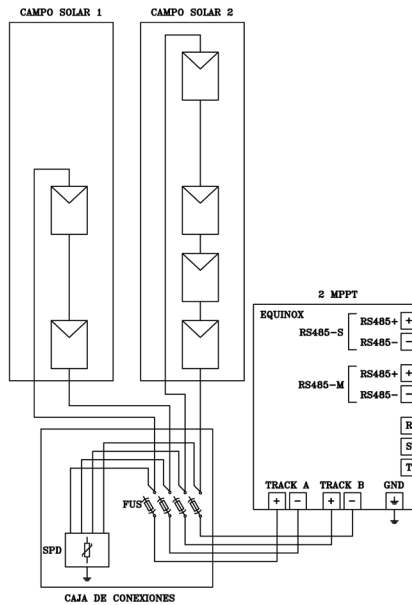 CAMPO SOLAR 1
CAMPO SOLAR 2
2 MPPT
EQUINOX
RS485-S
RS485+
+
RS485-
-
RS485-M
RS485+
+
RS485-
-
R
S
T
TRACK A
TRACK B
GND
+
-
+
-
FUS
SPD
CAJA DE CONEXIONES